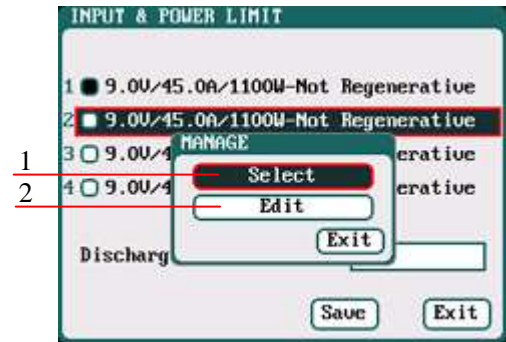 INPUT & POWER LIMIT
1 9.0V/45.0A/1100W-Not Regenerative
2 9.0V/45.0A/1100W-Not Regenerative
3 9.0V/4 erative
4 9.0V/4 erative
MANAGE
1 Select
2 Edit
Exit
Discharg
Save Exit